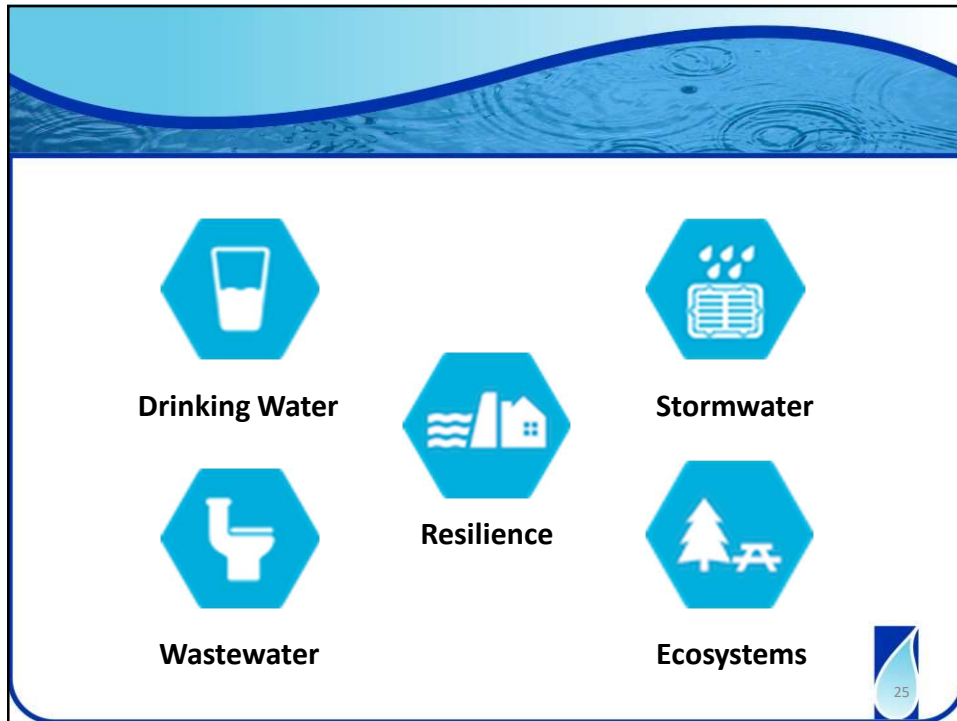 Drinking Water
Stormwater
Resilience
Wastewater
Ecosystems
25